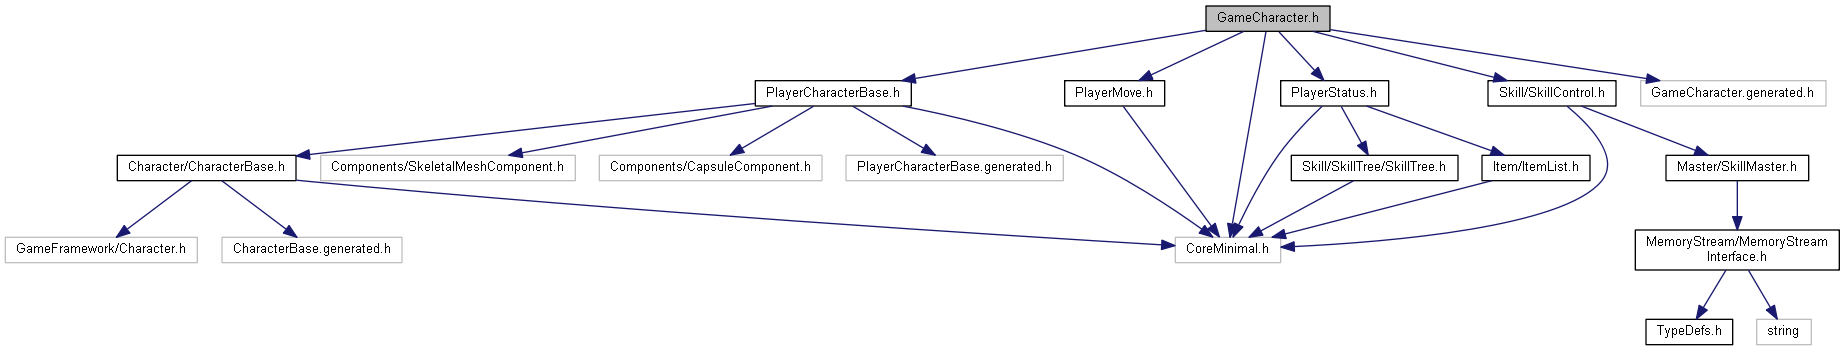 GameCharacter.h
PlayerCharacterBase.h
PlayerMove.h
PlayerStatus.h
Skill/SkillControl.h
GameCharacter.generated.h
Character/CharacterBase.h
Components/SkeletalMeshComponent.h
Components/CapsuleComponent.h
PlayerCharacterBase.generated.h
Skill/SkillTree/SkillTree.h
Item/ItemList.h
Master/SkillMaster.h
GameFramework/Character.h
CharacterBase.generated.h
CoreMinimal.h
MemoryStream/MemoryStream
Interface.h
TypeDefs.h
string